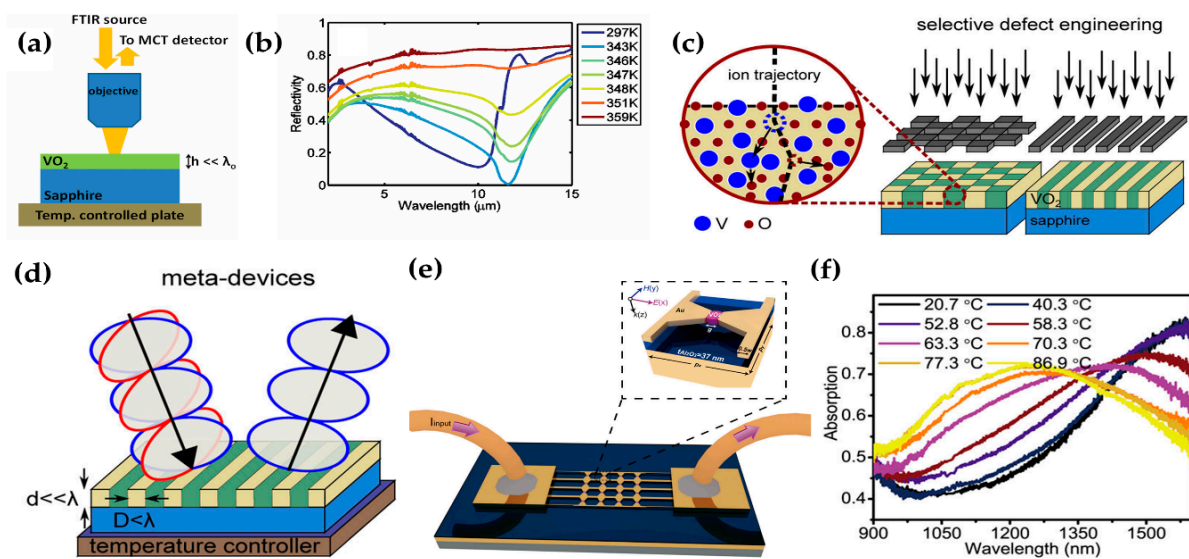 (a)
FTIR source
To MCT detector
objective
VO2
h << λo
Sapphire
Temp. controlled plate
(b)
Reflectivity
1
0.8
0.6
0.4
0.2
0
5
10
15
Wavelength (μm)
297K
343K
346K
347K
348K
351K
359K
(c)
selective defect engineering
ion trajectory
V
O
VO2
sapphire
(d)
meta-devices
d<<λ
D<λ
temperature controller
(e)
Iinput
H(y)
E(x)
k(z)
Au
VO2
g
tAl2O3=37 nm
(f)
Absorption
0.8
0.7
0.6
0.5
0.4
20.7 °C
40.3 °C
52.8 °C
58.3 °C
63.3 °C
70.3 °C
77.3 °C
86.9 °C
900
1050
1200
1350
1500
Wavelength (nm)